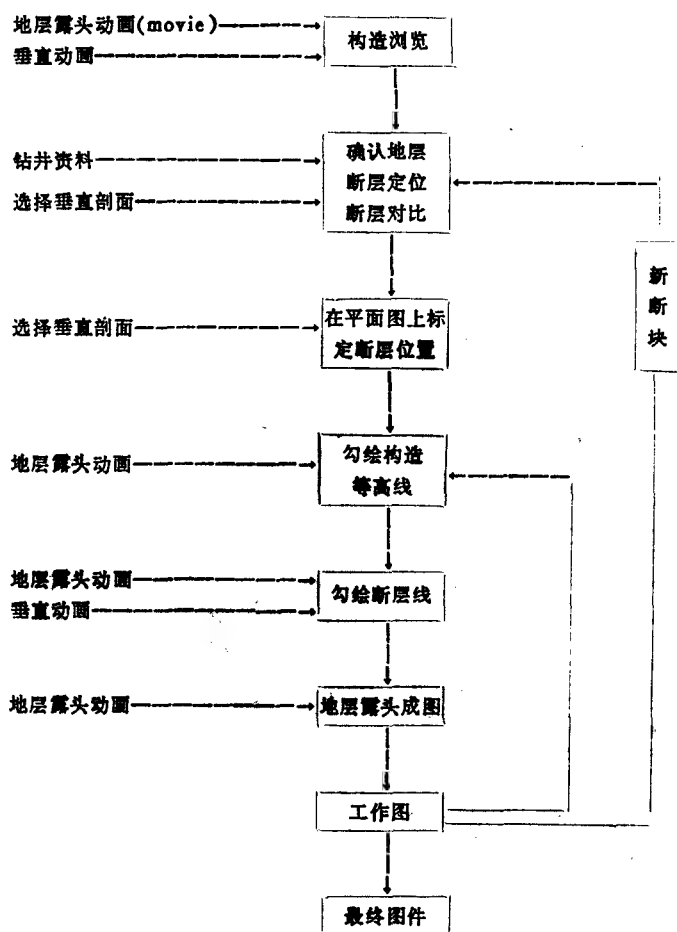 地层露头动画(movie)
垂直动画
构造浏览
钻井资料
选择垂直剖面
确认地层
断层定位
断层对比
新
断
块
选择垂直剖面
在平面图上标
定断层位置
地层露头动画
勾绘构造
等高线
地层露头动画
垂直动画
勾绘断层线
地层露头动画
地层露头成图
工作图
最终图件